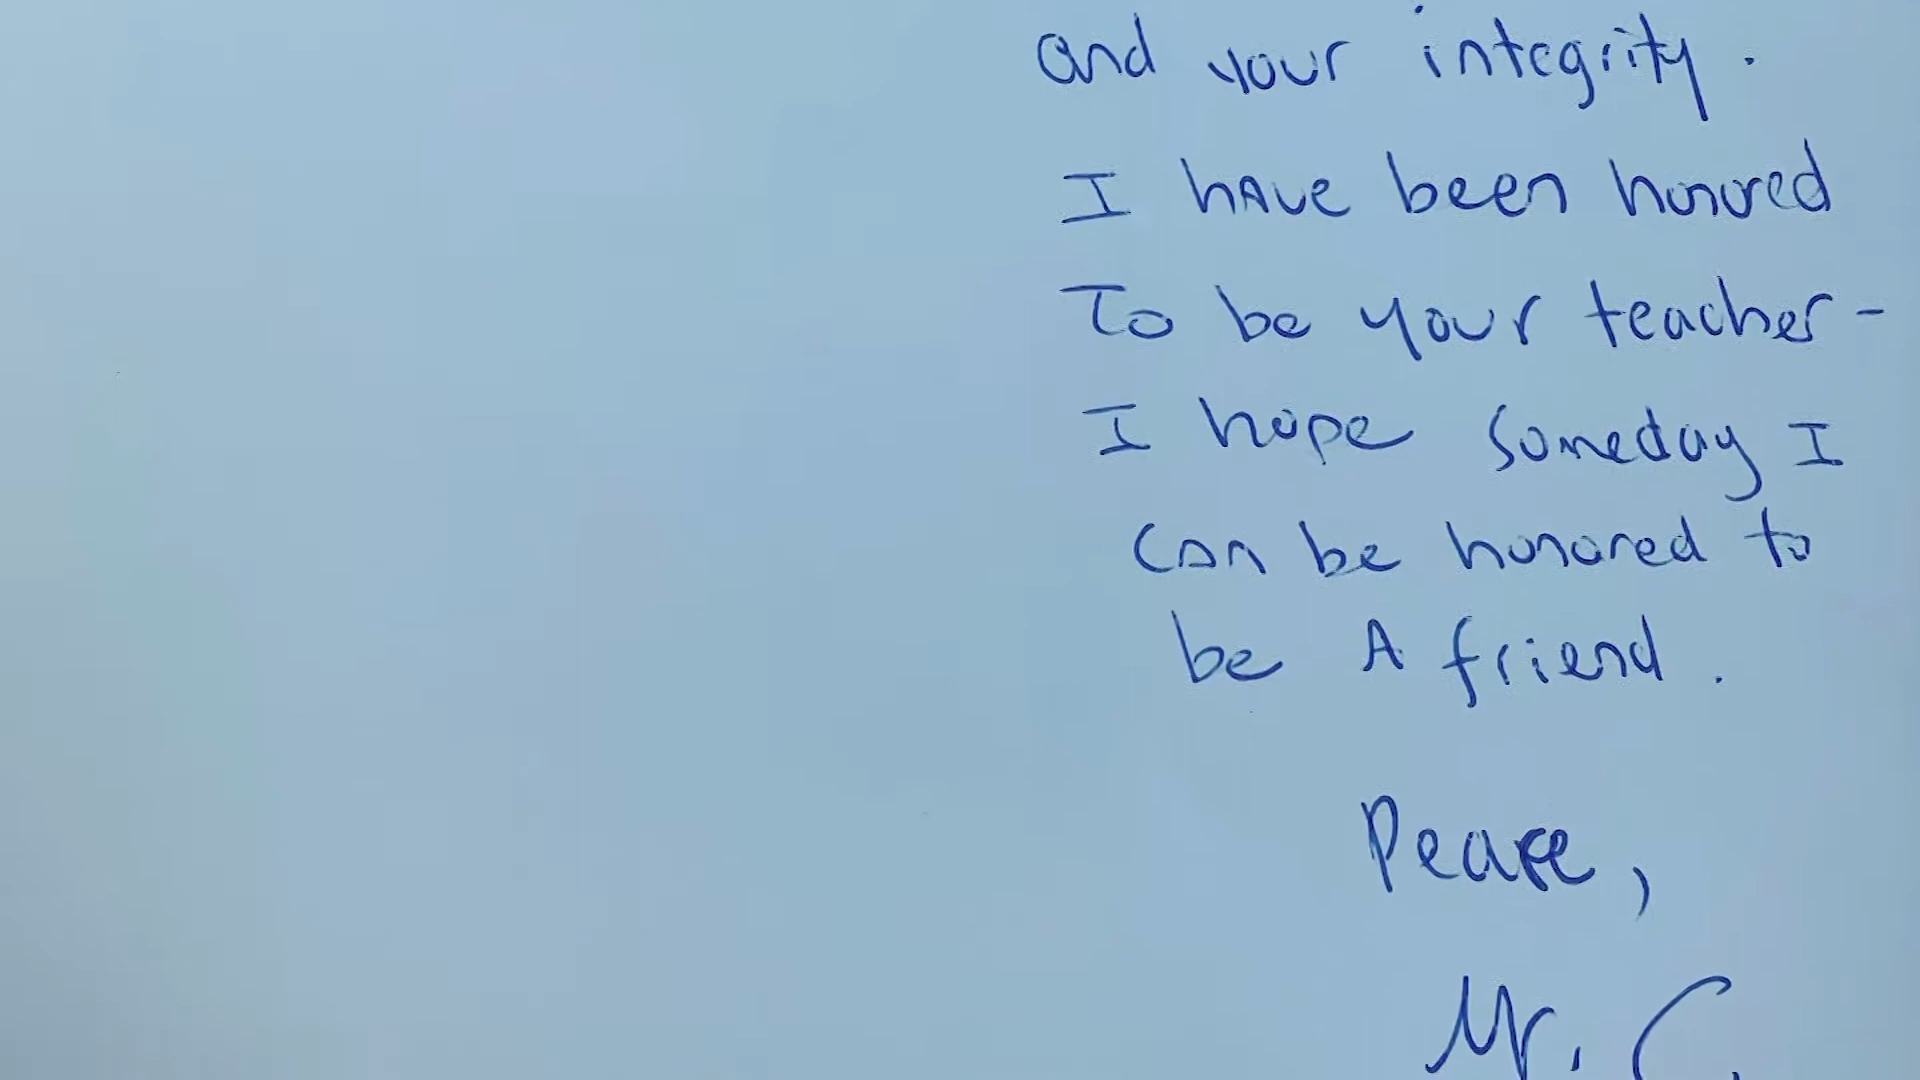 and your integrity.
I hAve been honored
To be your teacher -
I hope someday I
can be honored to
be A friend.
Peace,
Mr. C.